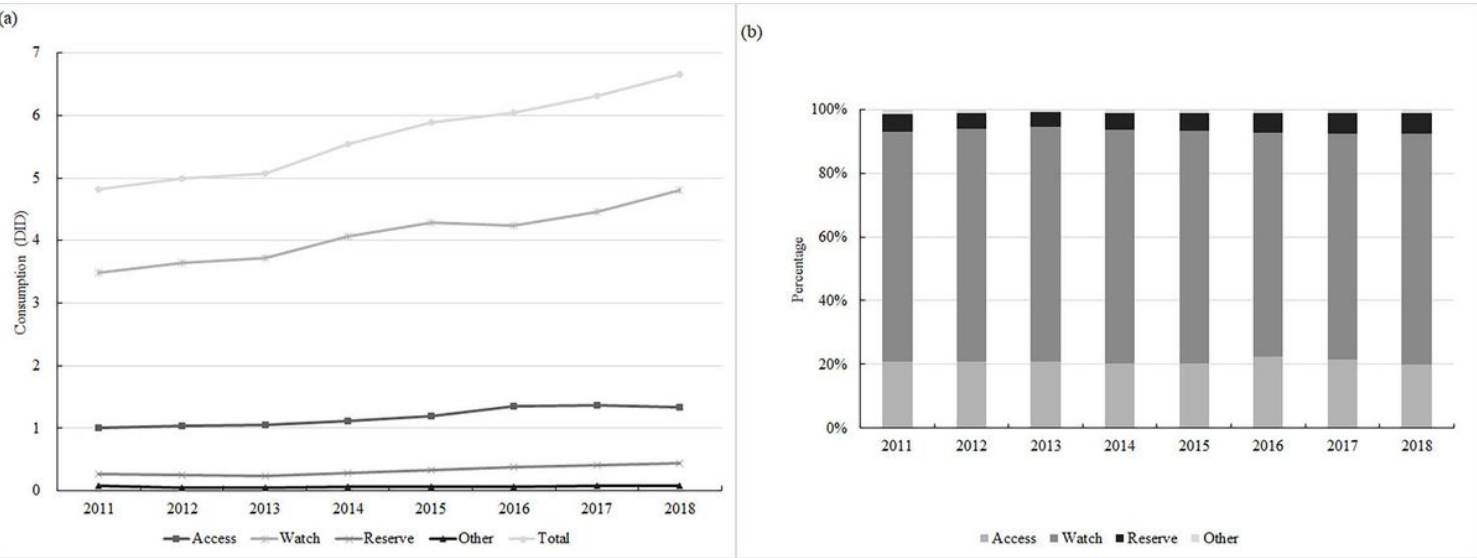 (a)
7
6
5
4
3
2
1
0
Consumption (DID)
2011 2012 2013 2014 2015 2016 2017 2018
Access Watch Reserve Other Total
(b)
100%
80%
60%
40%
20%
0%
Percentage
2011 2012 2013 2014 2015 2016 2017 2018
Access Watch Reserve Other